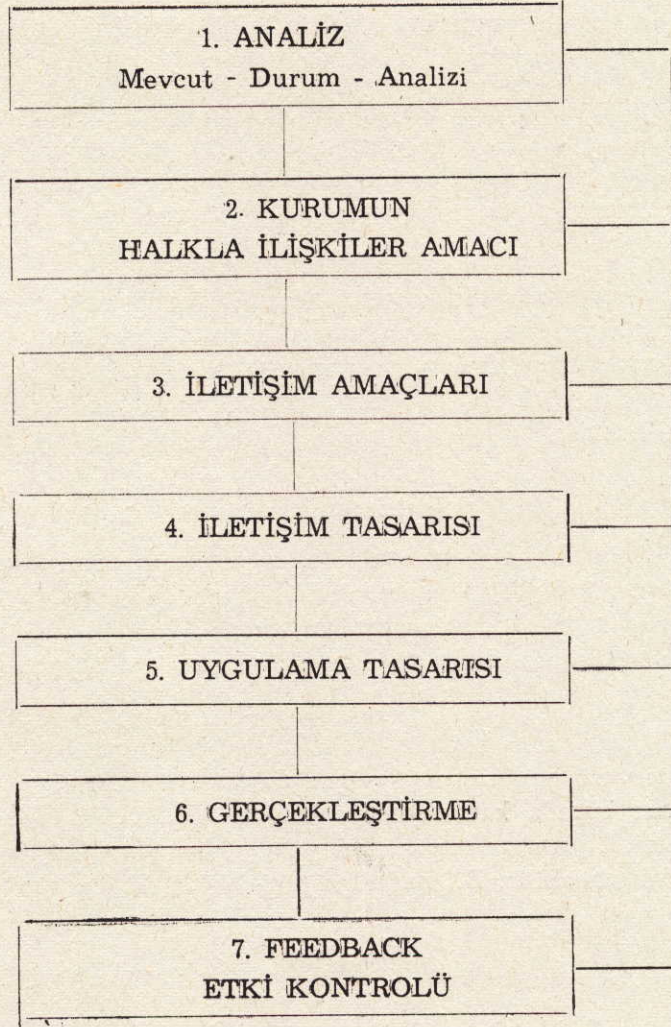 1. ANALİZ
Mevcut - Durum - Analizi
2. KURUMUN
HALKLA İLİŞKİLER AMACI
3. İLETİŞİM AMAÇLARI
4. İLETİŞİM TASARISI
5. UYGULAMA TASARISI
6. GERÇEKLEŞTİRME
7. FEEDBACK
ETKİ KONTROLÜ